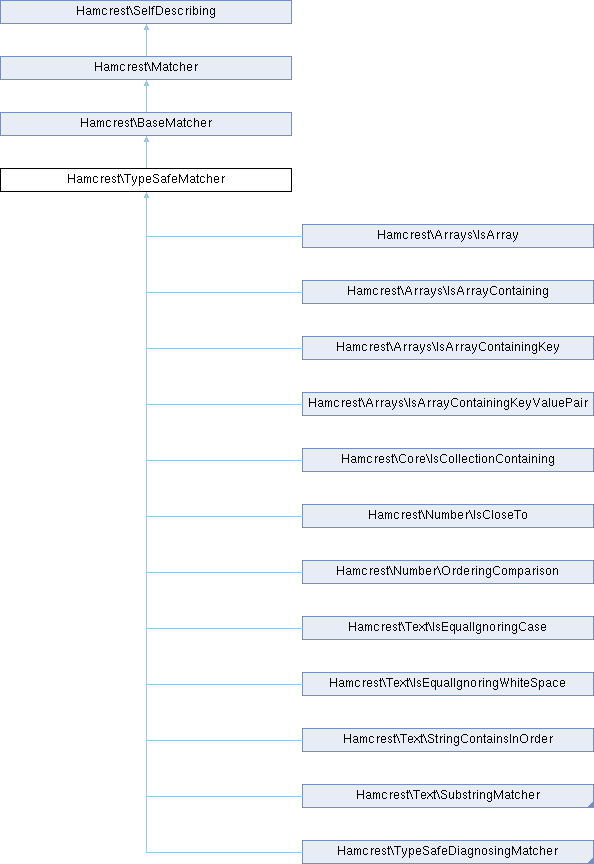 Hamcrest\SelfDescribing
Hamcrest\Matcher
Hamcrest\BaseMatcher
Hamcrest\TypeSafeMatcher
Hamcrest\Arrays\IsArray
Hamcrest\Arrays\IsArrayContaining
Hamcrest\Arrays\IsArrayContainingKey
Hamcrest\Arrays\IsArrayContainingKeyValuePair
Hamcrest\Core\IsCollectionContaining
Hamcrest\Number\IsCloseTo
Hamcrest\Number\OrderingComparison
Hamcrest\Text\IsEqualIgnoringCase
Hamcrest\Text\IsEqualIgnoringWhiteSpace
Hamcrest\Text\StringContainsInOrder
Hamcrest\Text\SubstringMatcher
Hamcrest\TypeSafeDiagnosingMatcher